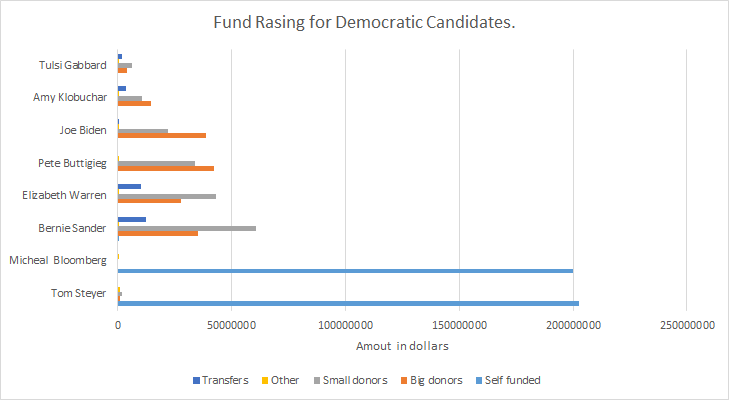 Fund Rasing for Democratic Candidates.
Tulsi Gabbard
Amy Klobuchar
Joe Biden
Pete Buttigieg
Elizabeth Warren
Bernie Sander
Micheal Bloomberg
Tom Steyer
0 50000000 100000000 150000000 200000000 250000000
Amout in dollars
Transfers Other Small donors Big donors Self funded